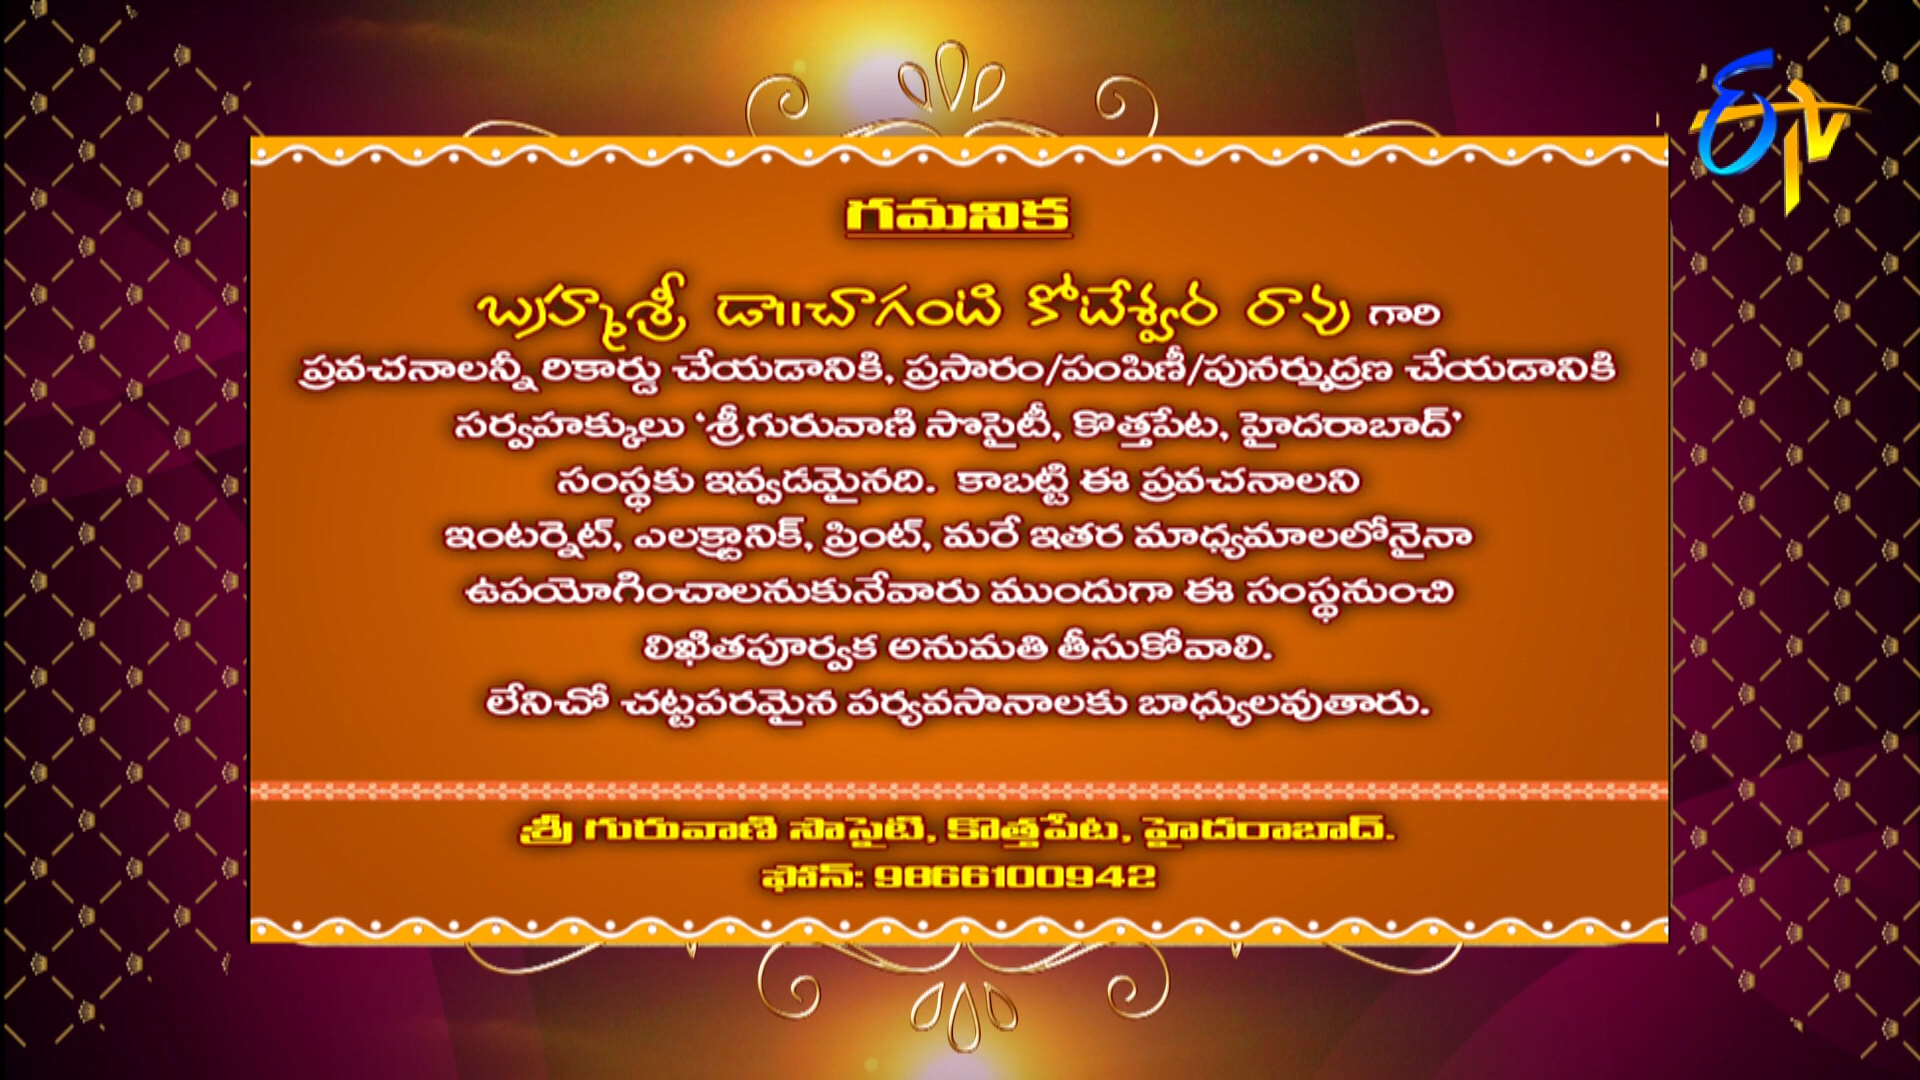 ఈtv
గమనిక
బ్రహ్మశ్రీ డా॥చాగంటి కోటేశ్వర రావు గారి
ప్రవచనాలన్నీ రికార్డు చేయడానికి, ప్రసారం/పంపిణీ/పునర్ముద్రణ చేయడానికి
సర్వహక్కులు ‘శ్రీగురువాణి సొసైటీ, కొత్తపేట, హైదరాబాద్’
సంస్థకు ఇవ్వడమైనది. కాబట్టి ఈ ప్రవచనాలని
ఇంటర్నెట్, ఎలక్ట్రానిక్, ప్రింట్, మరే ఇతర మాధ్యమాలలోనైనా
ఉపయోగించాలనుకునేవారు ముందుగా ఈ సంస్థనుంచి
లిఖితపూర్వక అనుమతి తీసుకోవాలి.
లేనిచో చట్టపరమైన పర్యవసానాలకు బాధ్యులవుతారు.
శ్రీ గురువాణి సొసైటి, కొత్తపేట, హైదరాబాద్.
ఫోన్: 9866100942